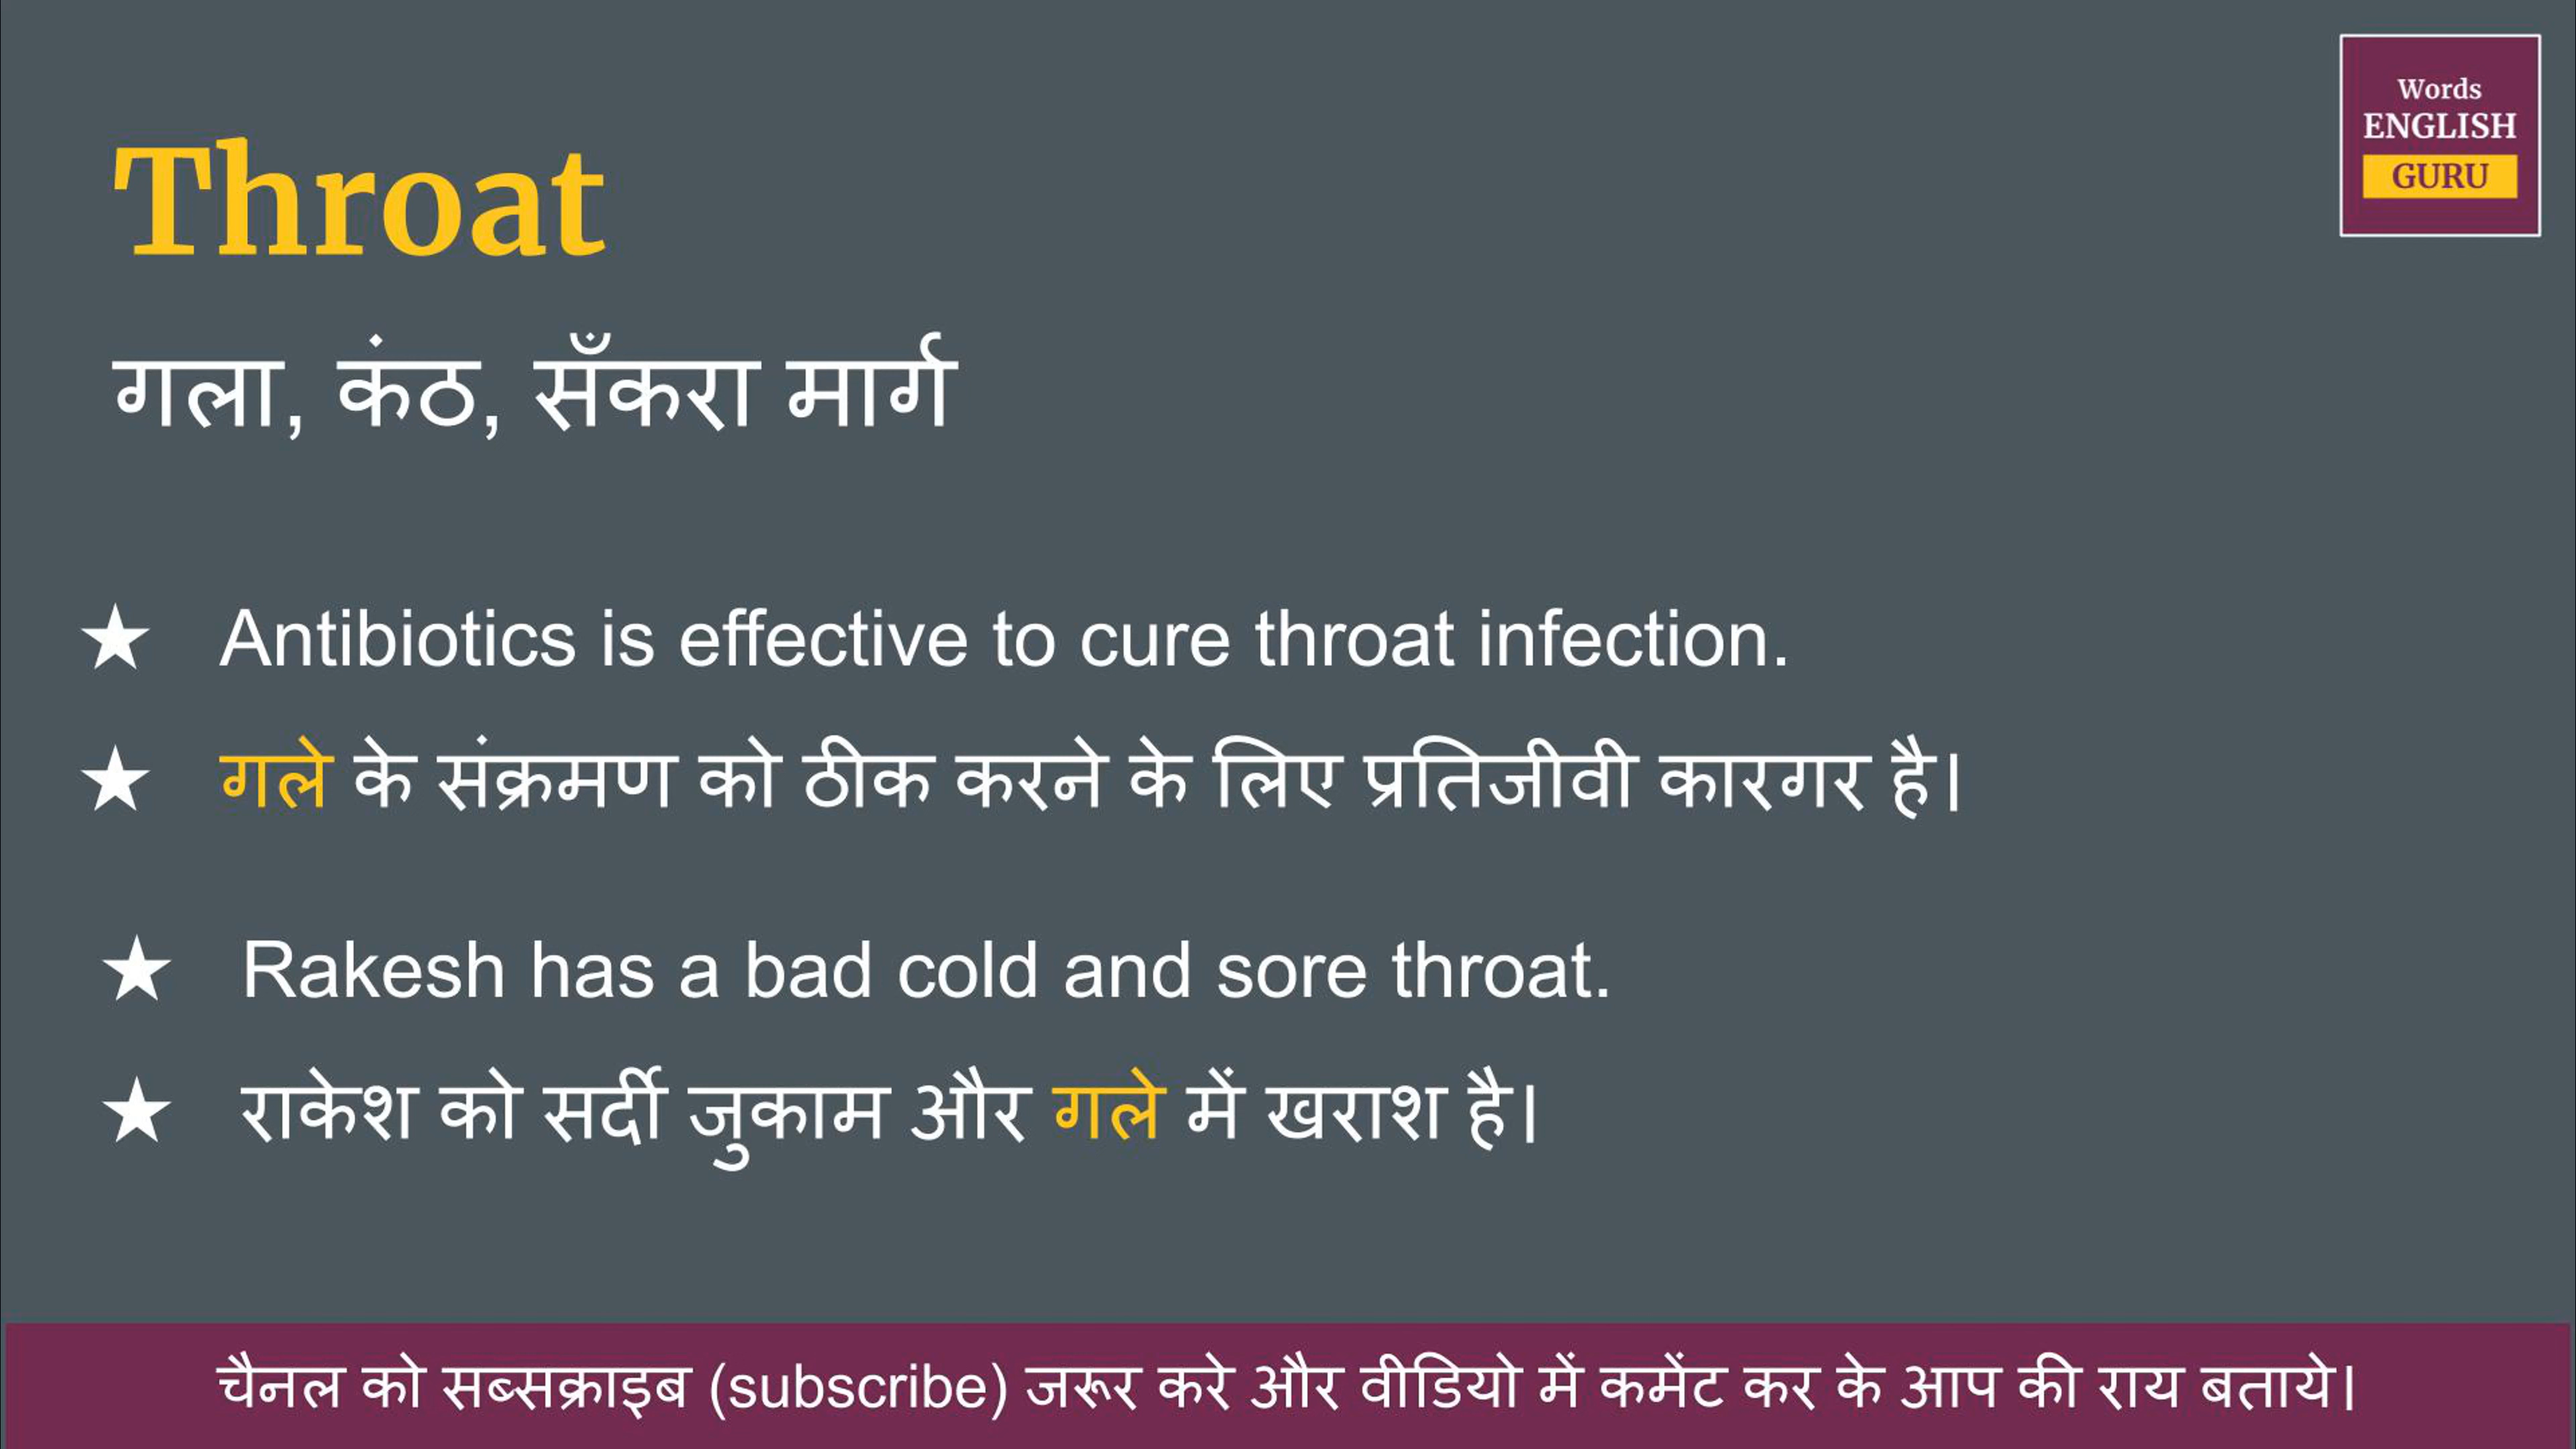 Words
ENGLISH
GURU
Throat
गला, कंठ, सँकरा मार्ग
★ Antibiotics is effective to cure throat infection.
★ गले के संक्रमण को ठीक करने के लिए प्रतिजीवी कारगर है।
★ Rakesh has a bad cold and sore throat.
★ राकेश को सर्दी जुकाम और गले में खराश है।
चैनल को सब्सक्राइब (subscribe) जरूर करे और वीडियो में कमेंट कर के आप की राय बताये।